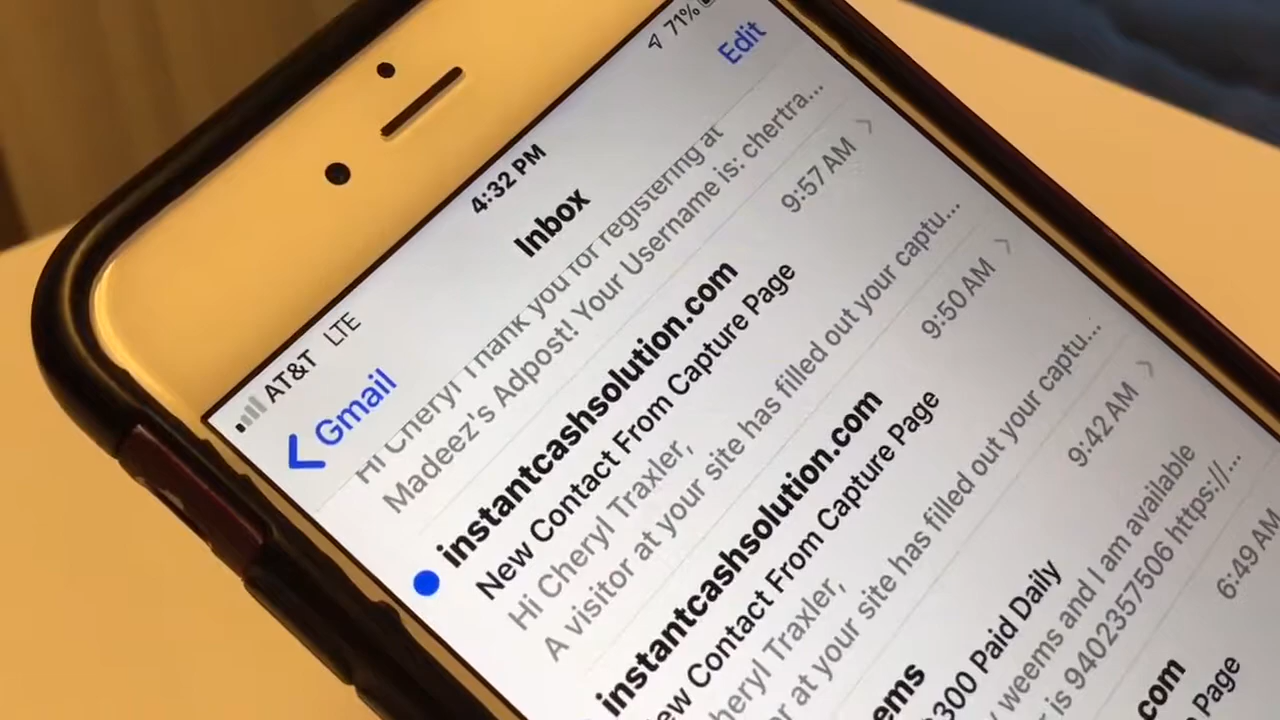 AT&T LTE
4:32 PM
71%
Gmail
Inbox
Edit
Hi Cheryl Thank you for registering at
Madeez's Adpost! Your Username is: chertra...
instantcashsolution.com 9:57 AM
New Contact From Capture Page
Hi Cheryl Traxler,
A visitor at your site has filled out your captu...
instantcashsolution.com 9:50 AM
New Contact From Capture Page
Cheryl Traxler,
or at your site has filled out your captu...
ems 9:42 AM
300 Paid Daily
weems and I am available
is 9402357506 https://...
com 6:49 AM
Page